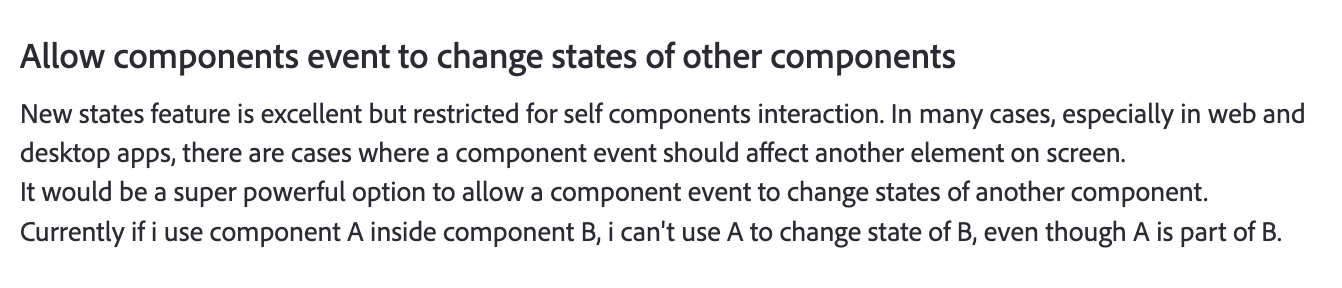 Allow components event to change states of other components
New states feature is excellent but restricted for self components interaction. In many cases, especially in web and
desktop apps, there are cases where a component event should affect another element on screen.
It would be a super powerful option to allow a component event to change states of another component.
Currently if i use component A inside component B, i can't use A to change state of B, even though A is part of B.